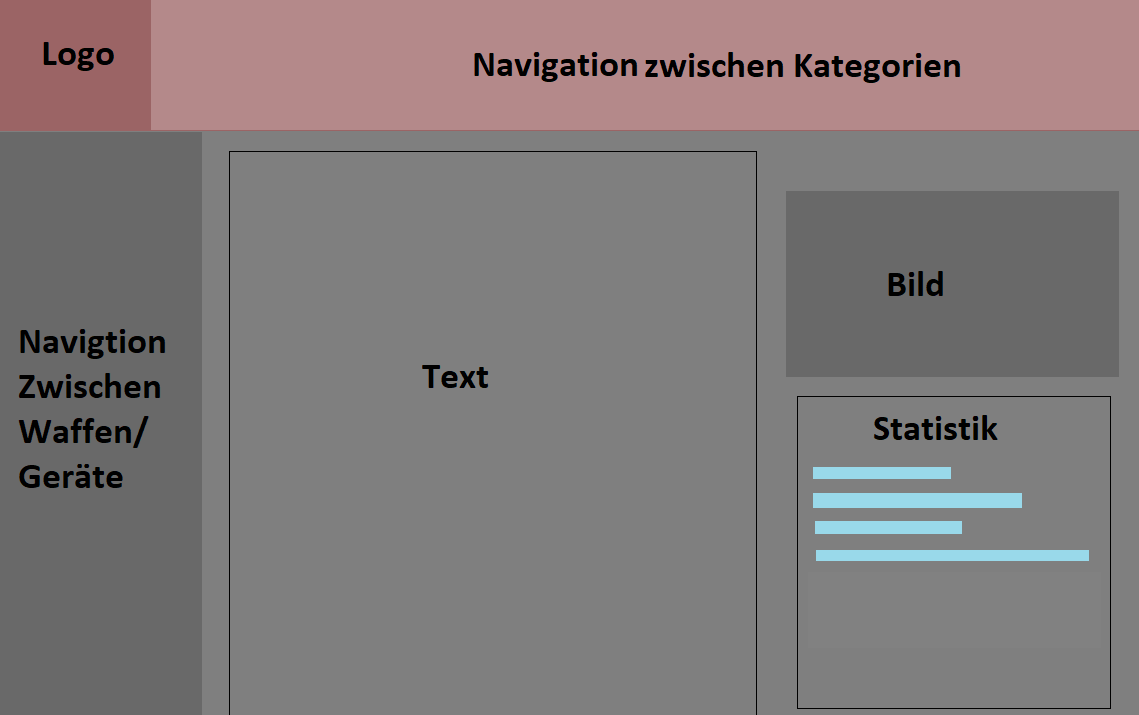 Logo
Navigation zwischen Kategorien
Navigtion
Zwischen
Waffen/
Geräte
Text
Bild
Statistik